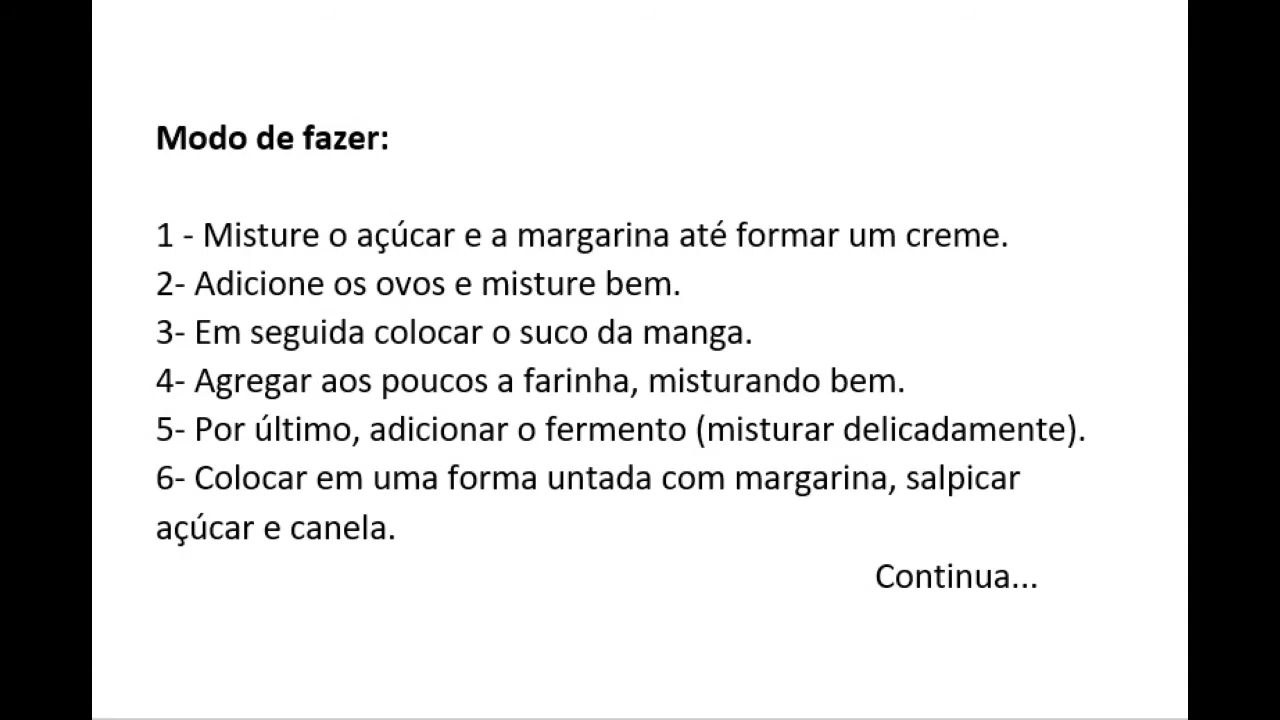 Modo de fazer:
1 - Misture o açúcar e a margarina até formar um creme.
2- Adicione os ovos e misture bem.
3- Em seguida colocar o suco da manga.
4- Agregar aos poucos a farinha, misturando bem.
5- Por último, adicionar o fermento (misturar delicadamente).
6- Colocar em uma forma untada com margarina, salpicar
açúcar e canela.
Continua...